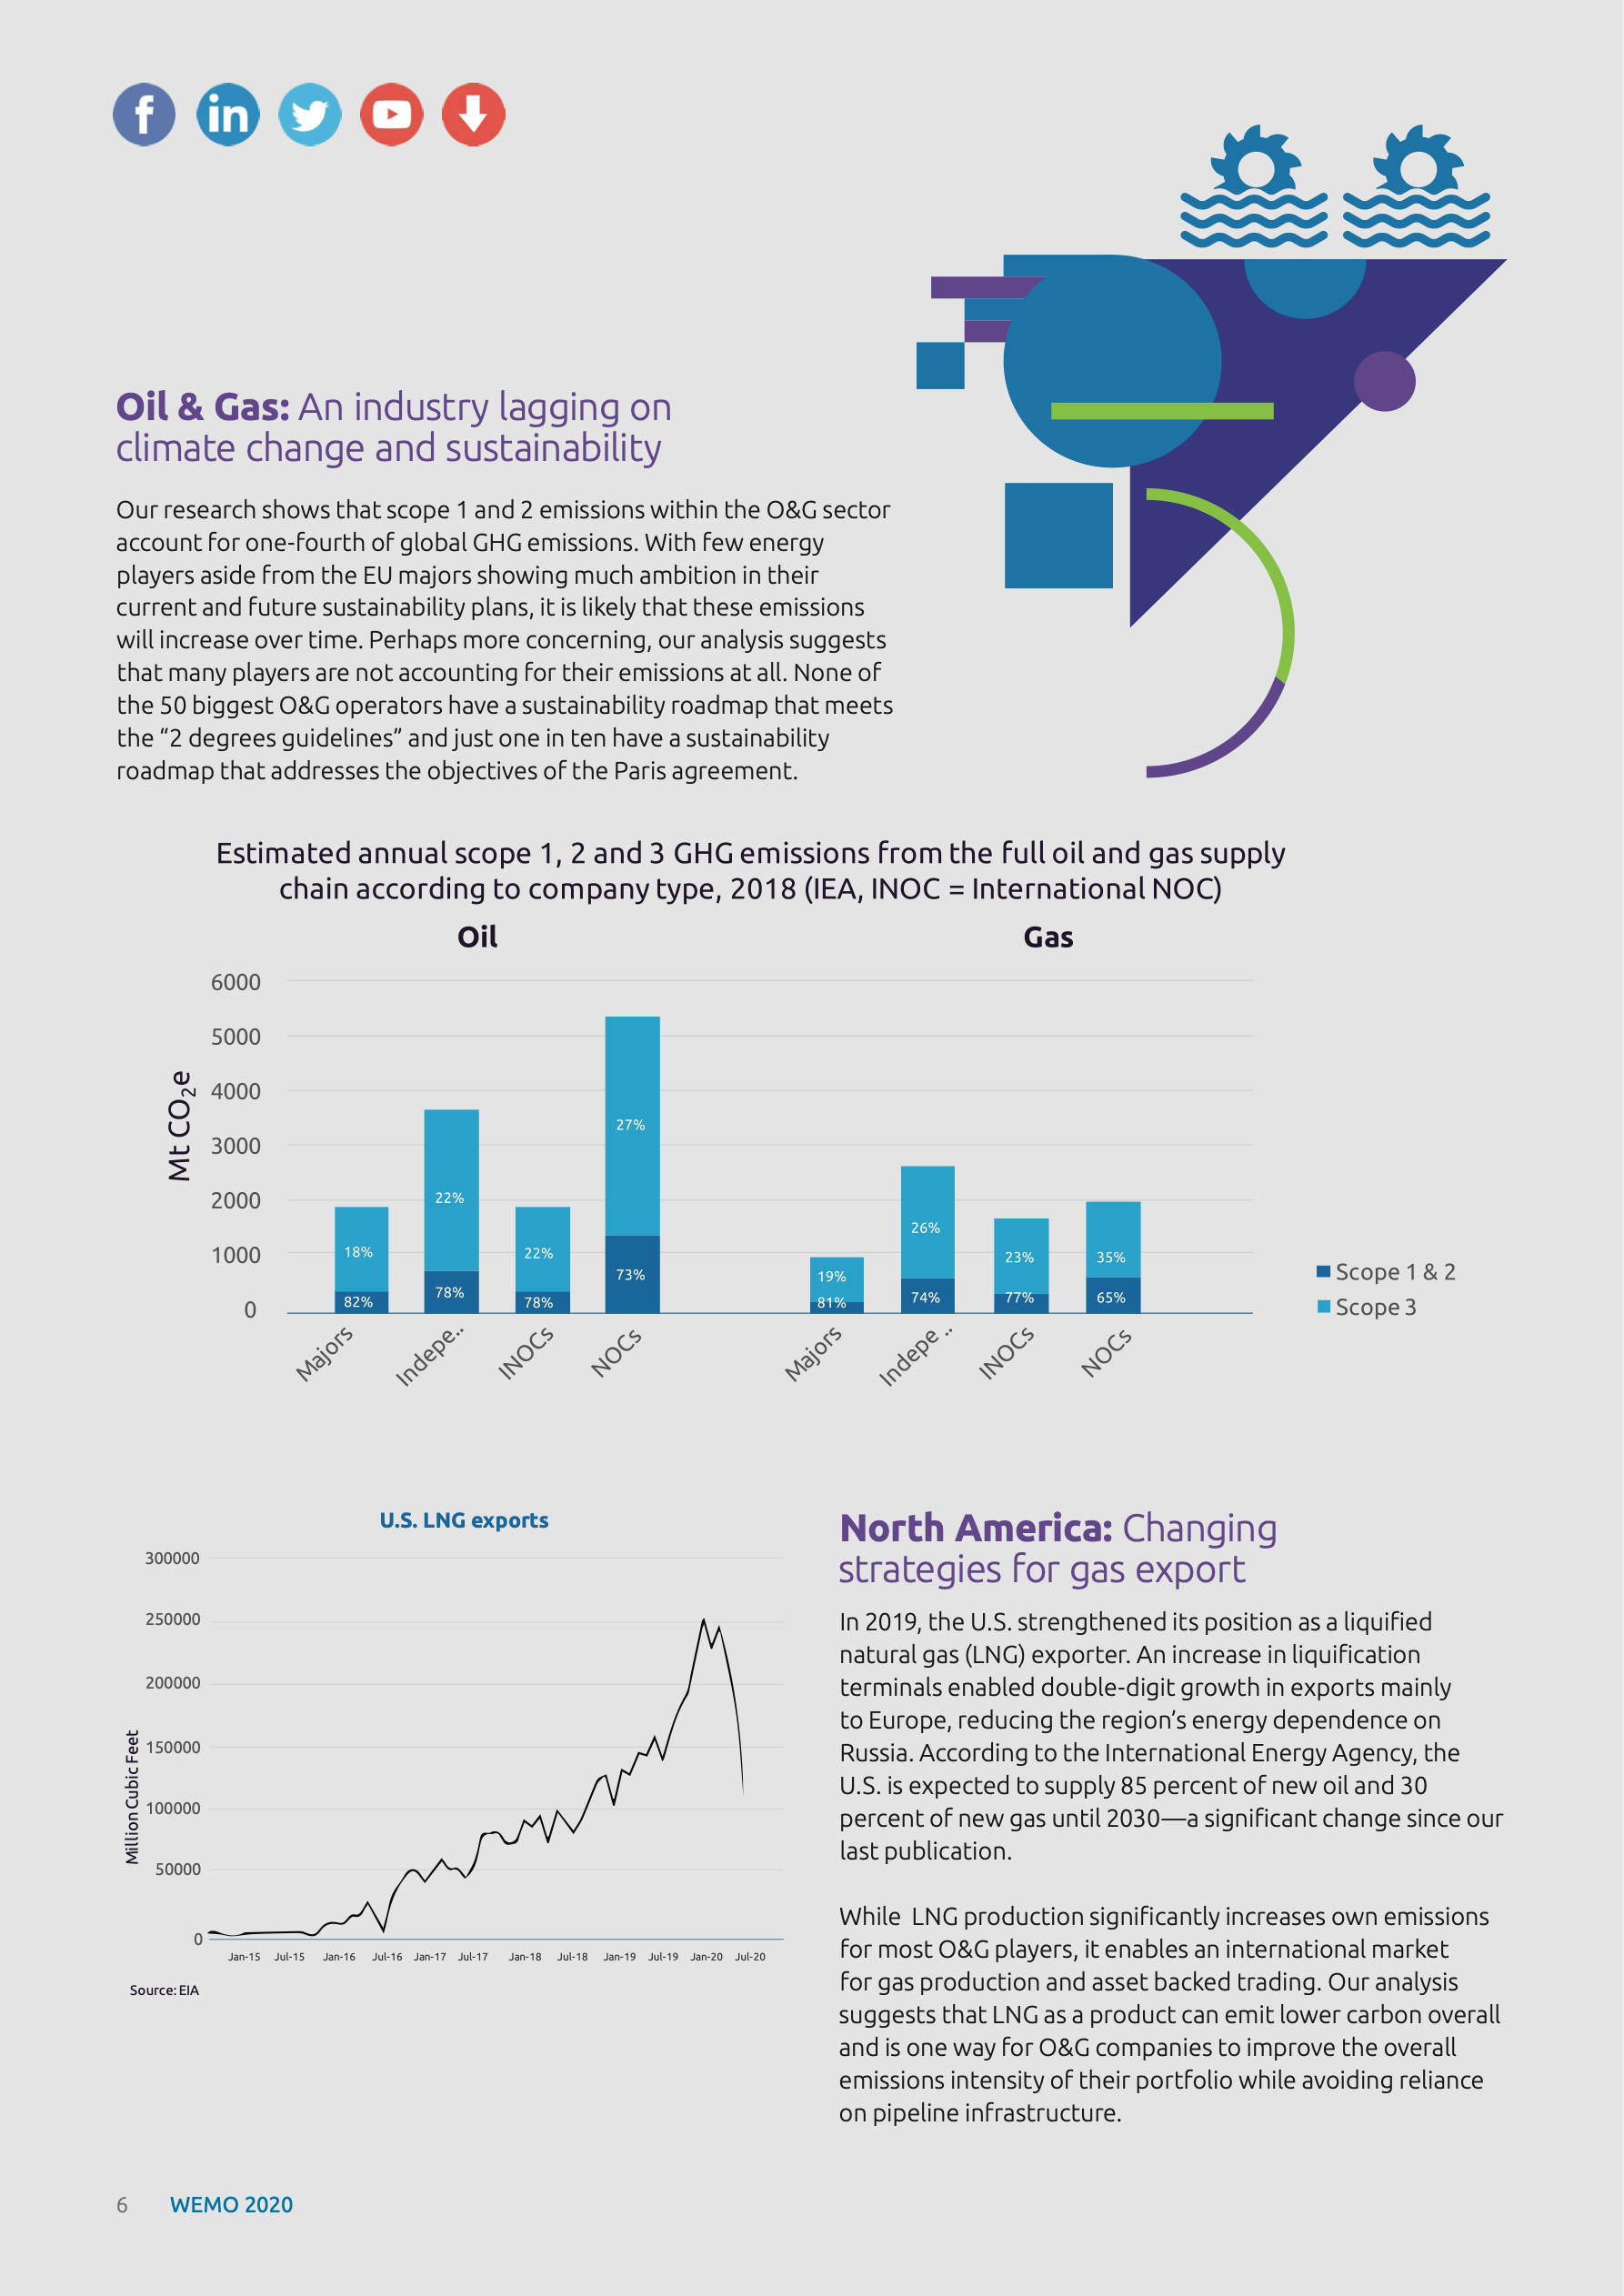 f
in
Oil & Gas: An industry lagging on
climate change and sustainability
Our research shows that scope 1 and 2 emissions within the O&G sector
account for one-fourth of global GHG emissions. With few energy
players aside from the EU majors showing much ambition in their
current and future sustainability plans, it is likely that these emissions
will increase over time. Perhaps more concerning, our analysis suggests
that many players are not accounting for their emissions at all. None of
the 50 biggest O&G operators have a sustainability roadmap that meets
the “2 degrees guidelines” and just one in ten have a sustainability
roadmap that addresses the objectives of the Paris agreement.
Estimated annual scope 1, 2 and 3 GHG emissions from the full oil and gas supply
chain according to company type, 2018 (IEA, INOC = International NOC)
Oil
Gas
Mt CO2e
6000
5000
4000
3000
2000
1000
0
18%
82%
22%
78%
22%
78%
27%
73%
19%
81%
26%
74%
23%
77%
35%
65%
Majors
Indepe..
INOCs
NOCs
Majors
Indepe ..
INOCs
NOCs
Scope 1 & 2
Scope 3
U.S. LNG exports
Million Cubic Feet
300000
250000
200000
150000
100000
50000
0
Jan-15 Jul-15 Jan-16 Jul-16 Jan-17 Jul-17 Jan-18 Jul-18 Jan-19 Jul-19 Jan-20 Jul-20
Source: EIA
North America: Changing
strategies for gas export
In 2019, the U.S. strengthened its position as a liquified
natural gas (LNG) exporter. An increase in liquification
terminals enabled double-digit growth in exports mainly
to Europe, reducing the region’s energy dependence on
Russia. According to the International Energy Agency, the
U.S. is expected to supply 85 percent of new oil and 30
percent of new gas until 2030—a significant change since our
last publication.
While  LNG production significantly increases own emissions
for most O&G players, it enables an international market
for gas production and asset backed trading. Our analysis
suggests that LNG as a product can emit lower carbon overall
and is one way for O&G companies to improve the overall
emissions intensity of their portfolio while avoiding reliance
on pipeline infrastructure.
6 WEMO 2020